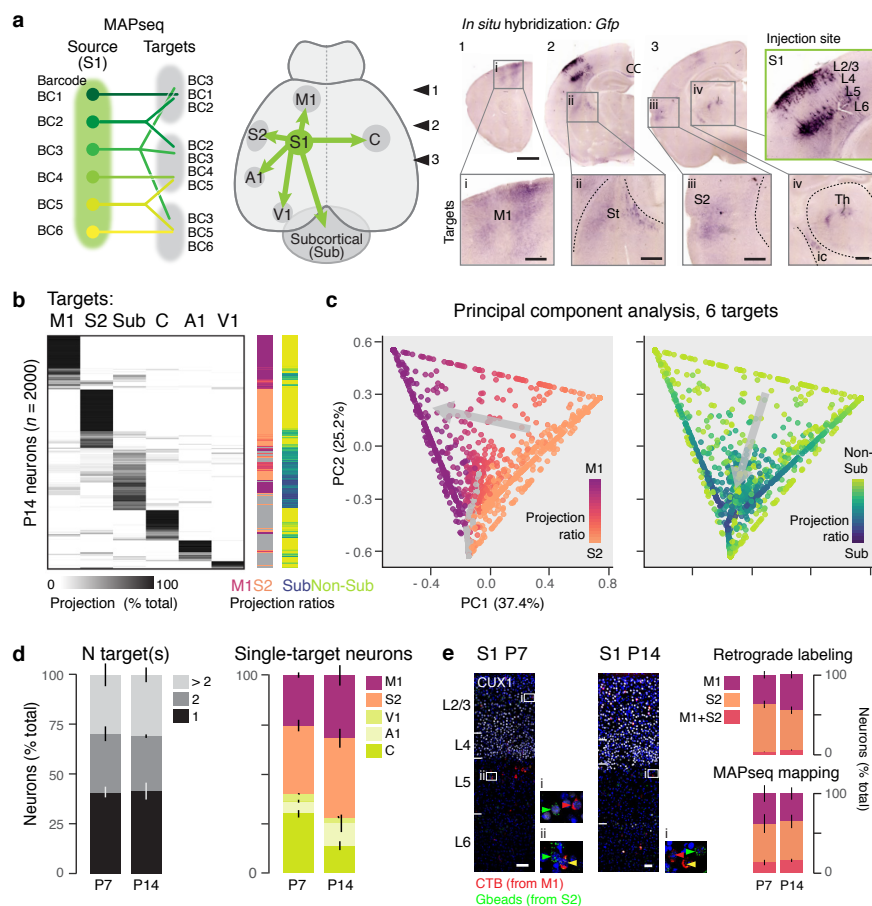 a
MAPseq
Source
(S1)
Targets
Barcode
BC1
BC2
BC3
BC4
BC5
BC6
BC3
BC1
BC2
BC2
BC3
BC4
BC5
BC3
BC5
BC6
M1
S2
S1
C
A1
V1
Subcortical
(Sub)
1
2
3
In situ hybridization: Gfp
1
2
3
i
ii
iii
iv
CC
Injection site
S1
L2/3
L4
L5
L6
Targets
i
M1
ii
St
iii
S2
iv
Th
ic
b
Targets:
M1 S2 Sub C A1 V1
P14 neurons (n = 2000)
0 100
Projection (% total)
M1 S2 Sub Non-Sub
Projection ratios
c
Principal component analysis, 6 targets
0.6
0.3
0.0
- 0.3
- 0.6
PC2 (25.2%)
- 0.4 0.0 0.4 0.8
PC1 (37.4%)
M1
Projection
ratio
S2
Non-
Sub
Projection
ratio
Sub
d
N target(s)
100
50
0
Neurons (% total)
P7 P14
> 2
2
1
Single-target neurons
100
0
P7 P14
M1
S2
V1
A1
C
e
S1 P7
S1 P14
CUX1
L2/3
L4
L5
L6
i
ii
i
ii
i
i
CTB (from M1)
Gbeads (from S2)
Retrograde labeling
M1
S2
M1+S2
100
0
MAPseq mapping
100
0
P7 P14
Neurons
(% total)